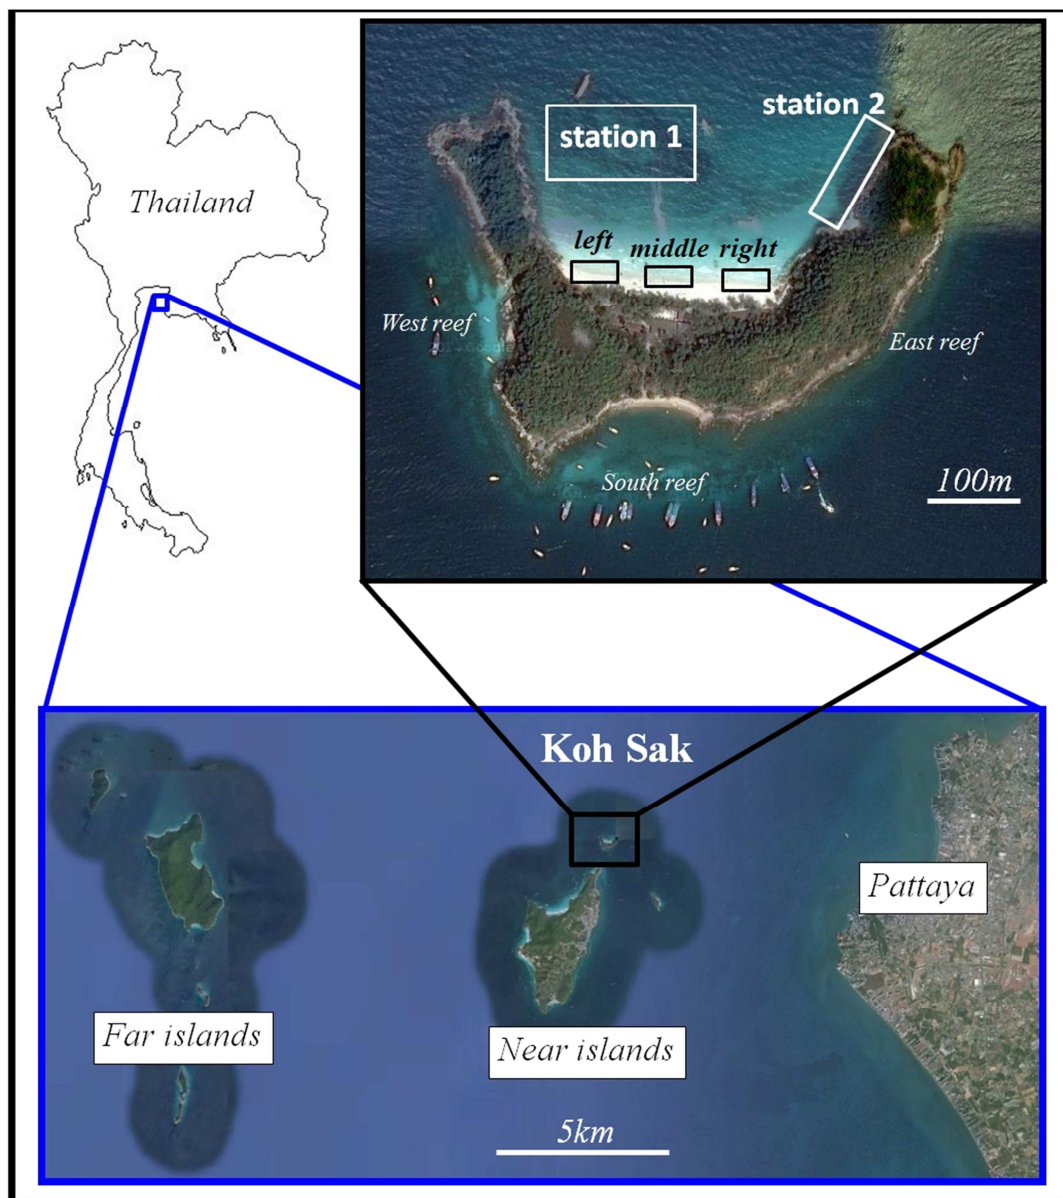 Thailand
station 1
station 2
left
middle
right
West reef
East reef
South reef
100m
Koh Sak
Pattaya
Far islands
Near islands
5km